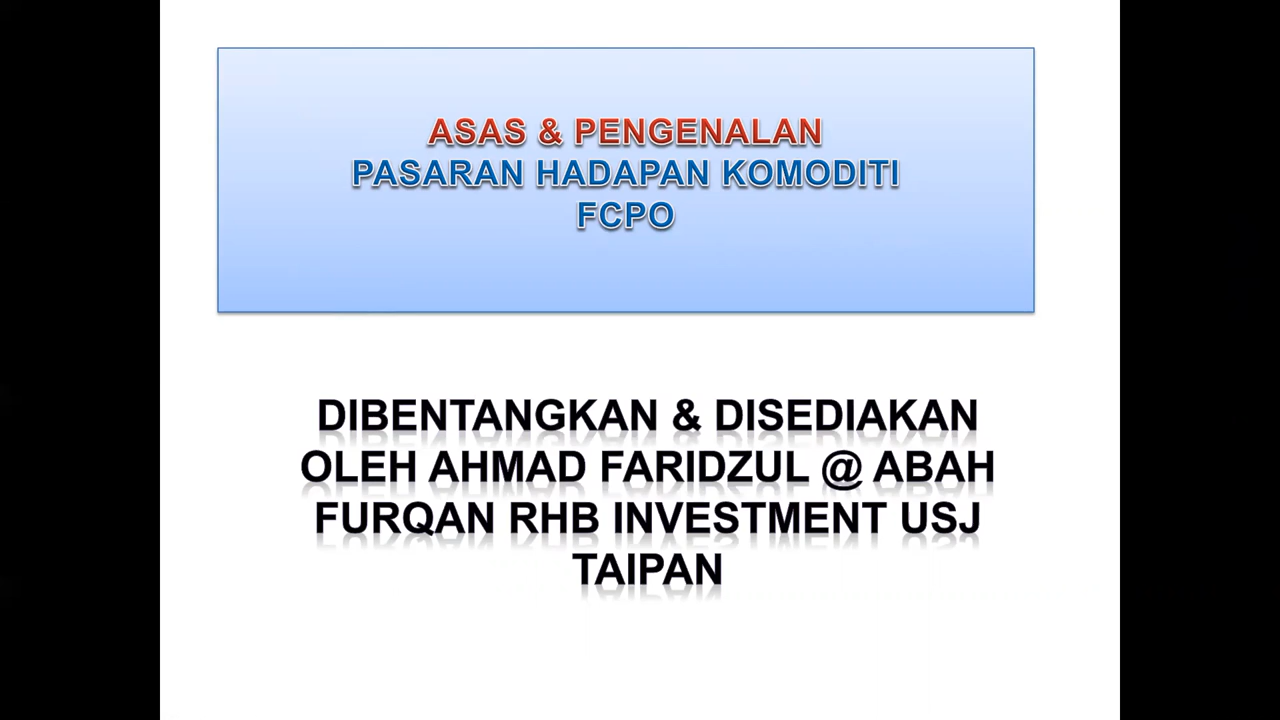 ASAS & PENGENALAN
PASARAN HADAPAN KOMODITI
FCPO
DIBENTANGKAN & DISEDIAKAN
OLEH AHMAD FARIDZUL @ ABAH
FURQAN RHB INVESTMENT USJ
TAIPAN